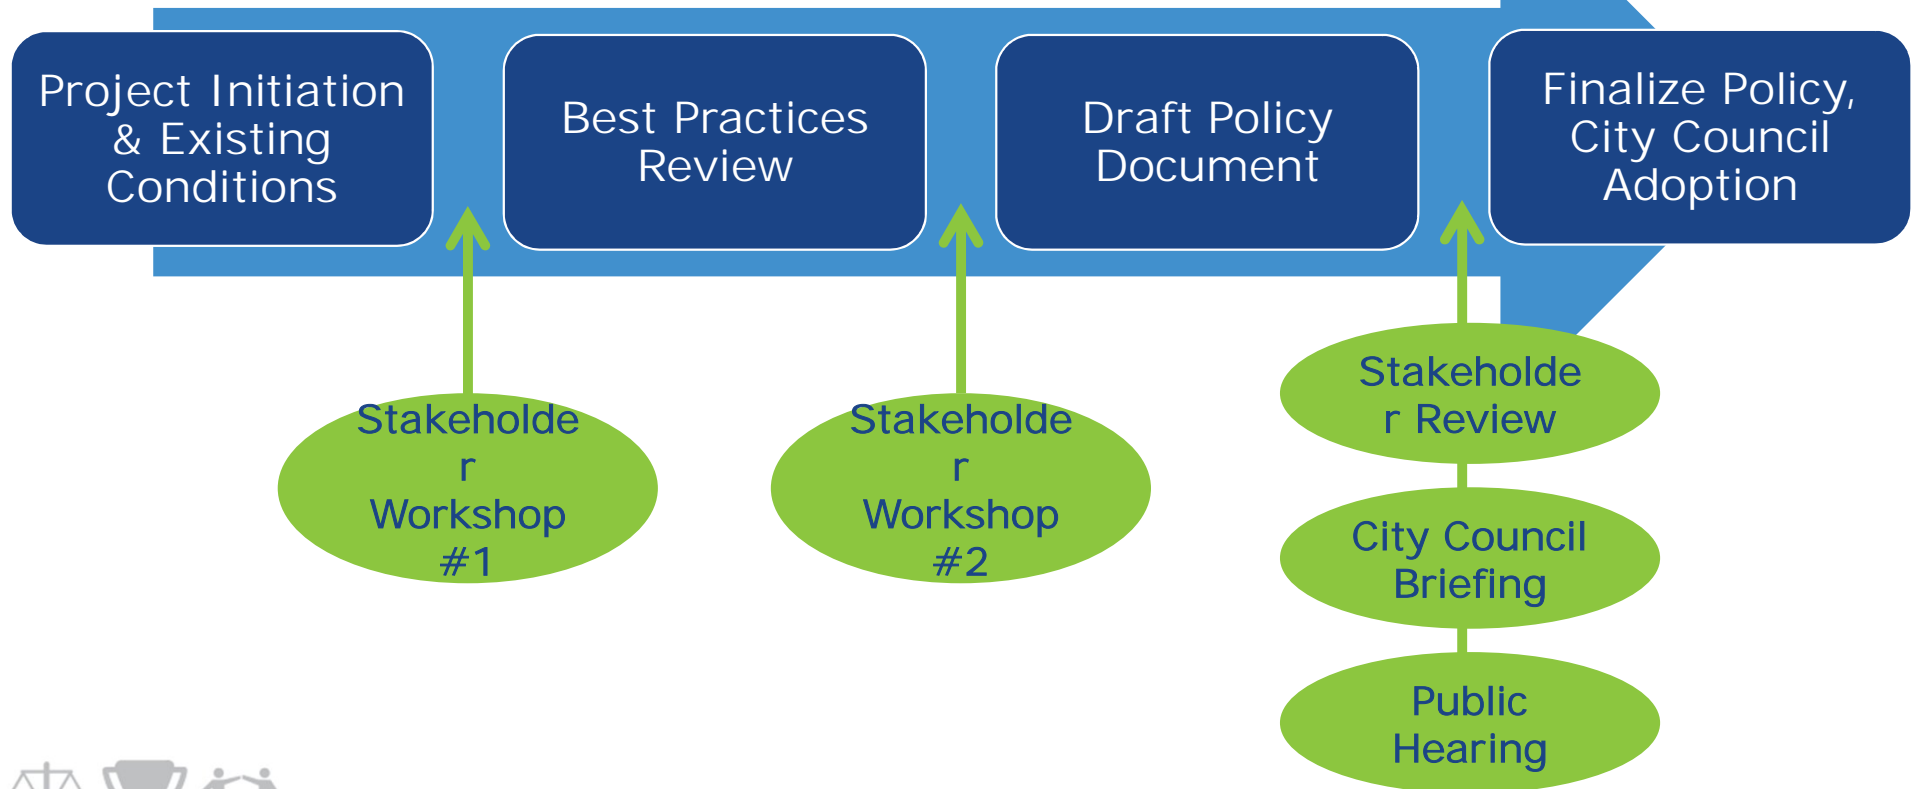 Project Initiation
& Existing
Conditions
Best Practices
Review
Draft Policy
Document
Finalize Policy,
City Council
Adoption
Stakeholde
r
Workshop
#1
Stakeholde
r
Workshop
#2
Stakeholde
r Review
City Council
Briefing
Public
Hearing